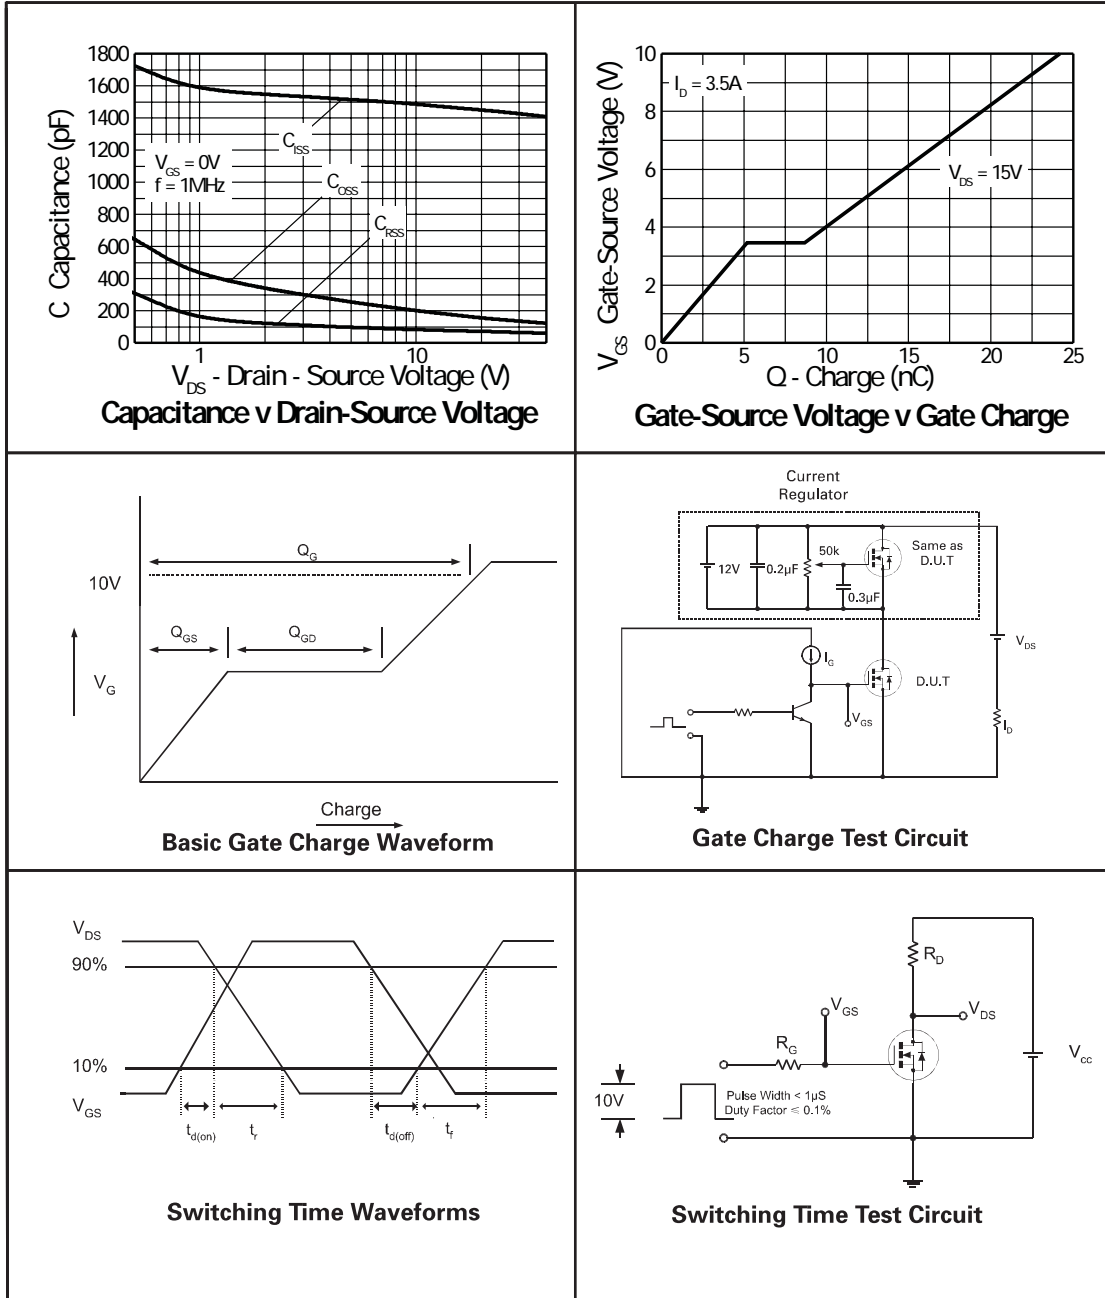 1800
1600
1400
1200
1000
800
600
400
200
0
C Capacitance (pF)
V_GS = 0V
f = 1MHz
C_ISS
C_OSS
C_RSS
1
10
V_DS - Drain - Source Voltage (V)
Capacitance v Drain-Source Voltage
10
8
6
4
2
0
V_GS Gate-Source Voltage (V)
I_D = 3.5A
V_DS = 15V
0
5
10
15
20
25
Q - Charge (nC)
Gate-Source Voltage v Gate Charge
Q_G
10V
Q_GS
Q_GD
V_G
Charge
Basic Gate Charge Waveform
Current
Regulator
12V
0.2µF
50k
Same as
D.U.T
0.3µF
I_G
V_DS
D.U.T
V_GS
I_D
Gate Charge Test Circuit
V_DS
90%
10%
V_GS
t_d(on)
t_r
t_d(off)
t_f
Switching Time Waveforms
R_D
V_GS
V_DS
R_G
V_cc
10V
Pulse Width < 1µS
Duty Factor ≤ 0.1%
Switching Time Test Circuit